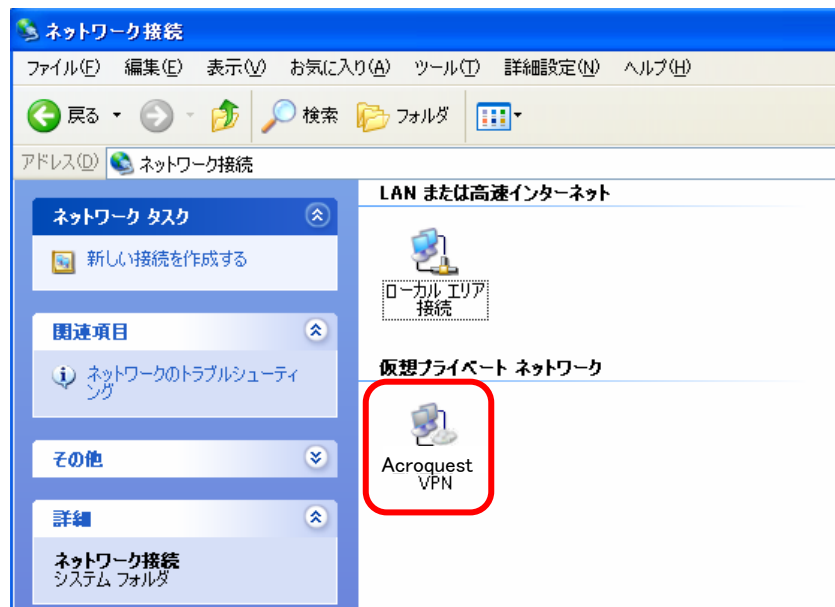 ネットワーク接続
ファイル(F) 編集(E) 表示(V) お気に入り(A) ツール(T) 詳細設定(N) ヘルプ(H)
戻る 検索 フォルダ
アドレス(D) ネットワーク接続
ネットワーク タスク
新しい接続を作成する
関連項目
ネットワークのトラブルシューティ
ング
その他
詳細
ネットワーク接続
システム フォルダ
LAN または高速インターネット
ローカル エリア
接続
仮想プライベート ネットワーク
Acroquest
VPN